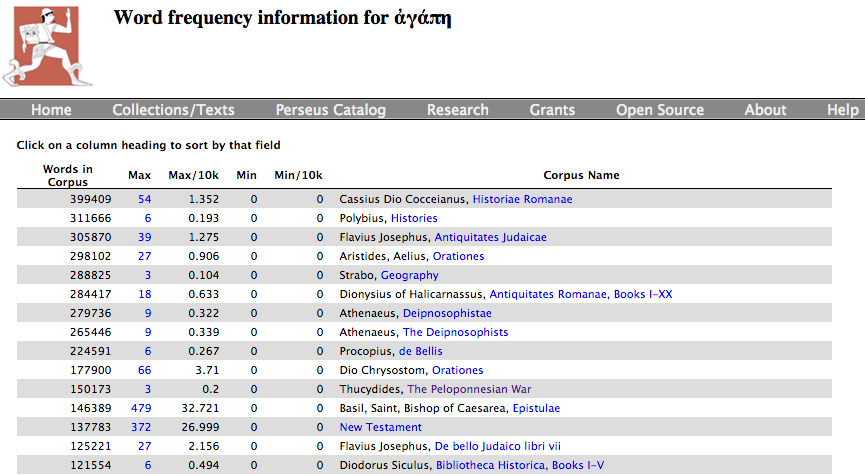 Word frequency information for ἀγάπη
Home Collections/Texts Perseus Catalog Research Grants Open Source About Help
Click on a column heading to sort by that field
Words in Corpus Max Max/10k Min Min/10k Corpus Name
399409 54 1.352 0 0 Cassius Dio Cocceianus, Historiae Romanae
311666 6 0.193 0 0 Polybius, Histories
305870 39 1.275 0 0 Flavius Josephus, Antiquitates Judaicae
298102 27 0.906 0 0 Aristides, Aelius, Orationes
288825 3 0.104 0 0 Strabo, Geography
284417 18 0.633 0 0 Dionysius of Halicarnassus, Antiquitates Romanae, Books I-XX
279736 9 0.322 0 0 Athenaeus, Deipnosophistae
265446 9 0.339 0 0 Athenaeus, The Deipnosophists
224591 6 0.267 0 0 Procopius, de Bellis
177900 66 3.71 0 0 Dio Chrysostom, Orationes
150173 3 0.2 0 0 Thucydides, The Peloponnesian War
146389 479 32.721 0 0 Basil, Saint, Bishop of Caesarea, Epistulae
137783 372 26.999 0 0 New Testament
125221 27 2.156 0 0 Flavius Josephus, De bello Judaico libri vii
121554 6 0.494 0 0 Diodorus Siculus, Bibliotheca Historica, Books I-V